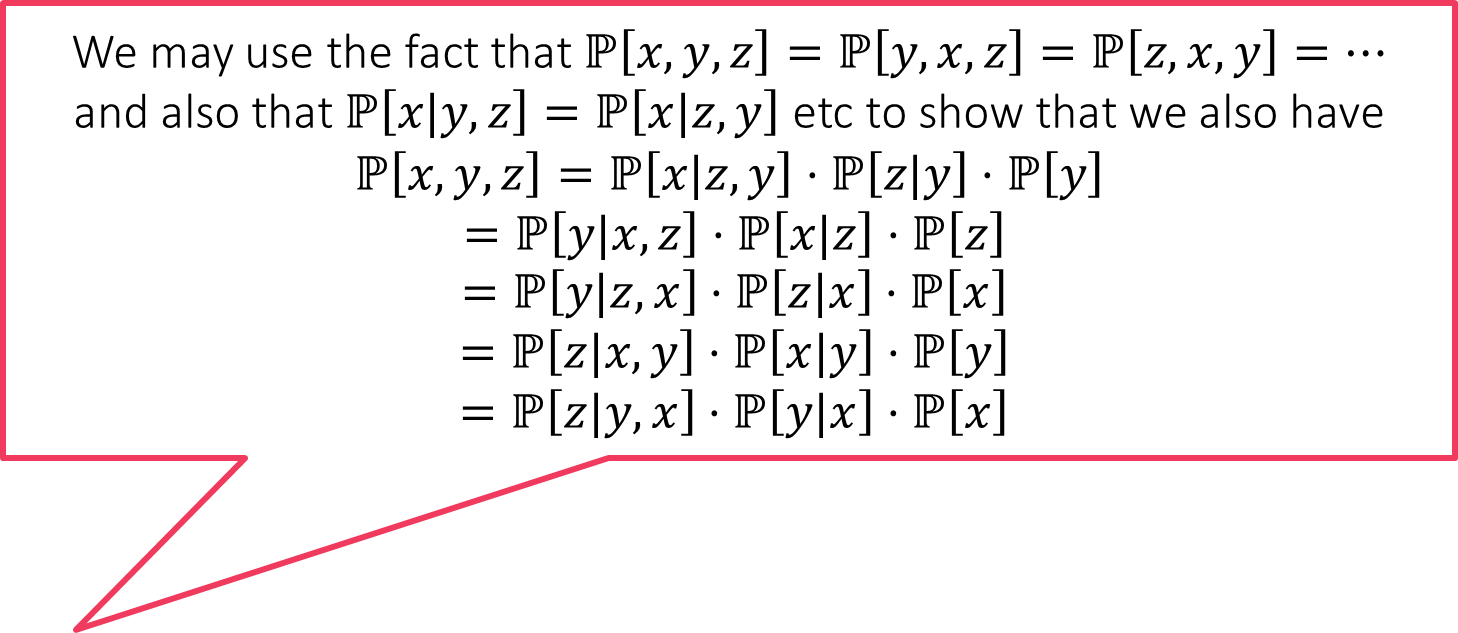 We may use the fact that ℙ[𝑥, 𝑦, 𝑧] = ℙ[𝑦, 𝑥, 𝑧] = ℙ[𝑧, 𝑥, 𝑦] = ⋯
and also that ℙ[𝑥|𝑦, 𝑧] = ℙ[𝑥|𝑧, 𝑦] etc to show that we also have
ℙ[𝑥, 𝑦, 𝑧] = ℙ[𝑥|𝑧, 𝑦] ⋅ ℙ[𝑧|𝑦] ⋅ ℙ[𝑦]
= ℙ[𝑦|𝑥, 𝑧] ⋅ ℙ[𝑥|𝑧] ⋅ ℙ[𝑧]
= ℙ[𝑦|𝑧, 𝑥] ⋅ ℙ[𝑧|𝑥] ⋅ ℙ[𝑥]
= ℙ[𝑧|𝑥, 𝑦] ⋅ ℙ[𝑥|𝑦] ⋅ ℙ[𝑦]
= ℙ[𝑧|𝑦, 𝑥] ⋅ ℙ[𝑦|𝑥] ⋅ ℙ[𝑥]